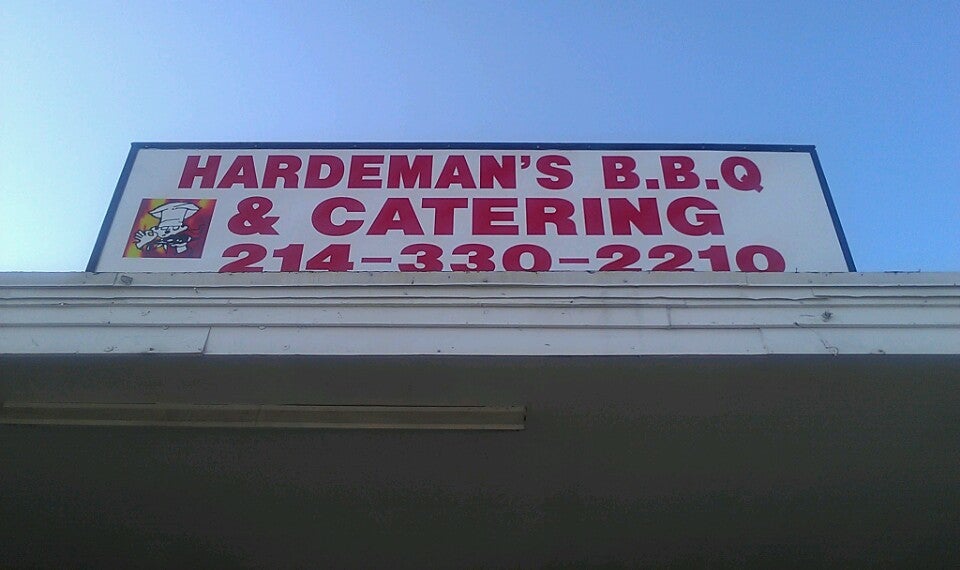 HARDEMAN'S B.B.Q
& CATERING
214-330-2210